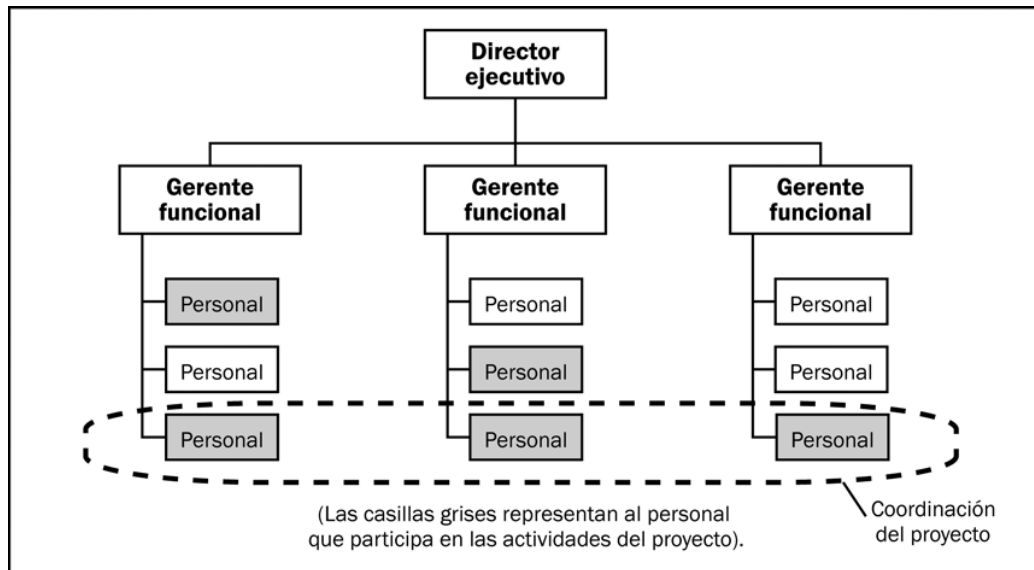 Director
ejecutivo
Gerente
funcional
Gerente
funcional
Gerente
funcional
Personal
Personal
Personal
Personal
Personal
Personal
Personal
Personal
Personal
(Las casillas grises representan al personal
que participa en las actividades del proyecto).
Coordinación
del proyecto